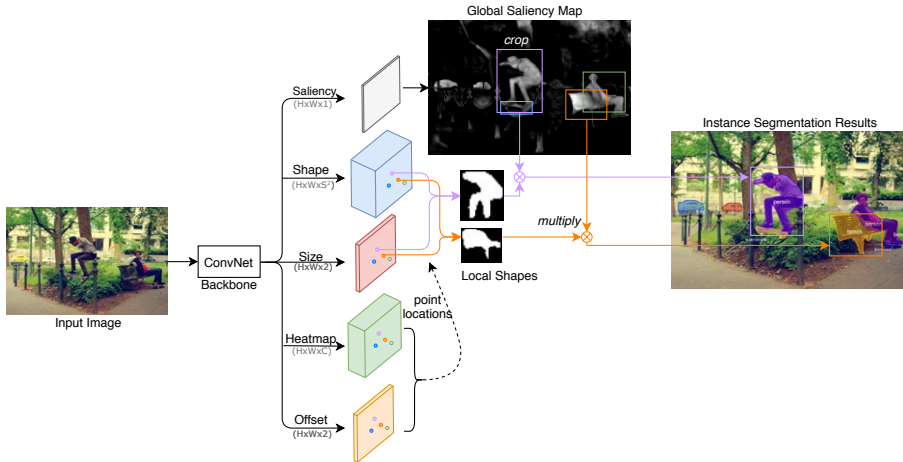 Global Saliency Map
crop
Saliency
(HxWx1)
Instance Segmentation Results
Shape
(HxWxS²)
person
multiply
ConvNet
Backbone
Size
(HxWx2)
Local Shapes
Input Image
point
locations
Heatmap
(HxWxC)
Offset
(HxWx2)